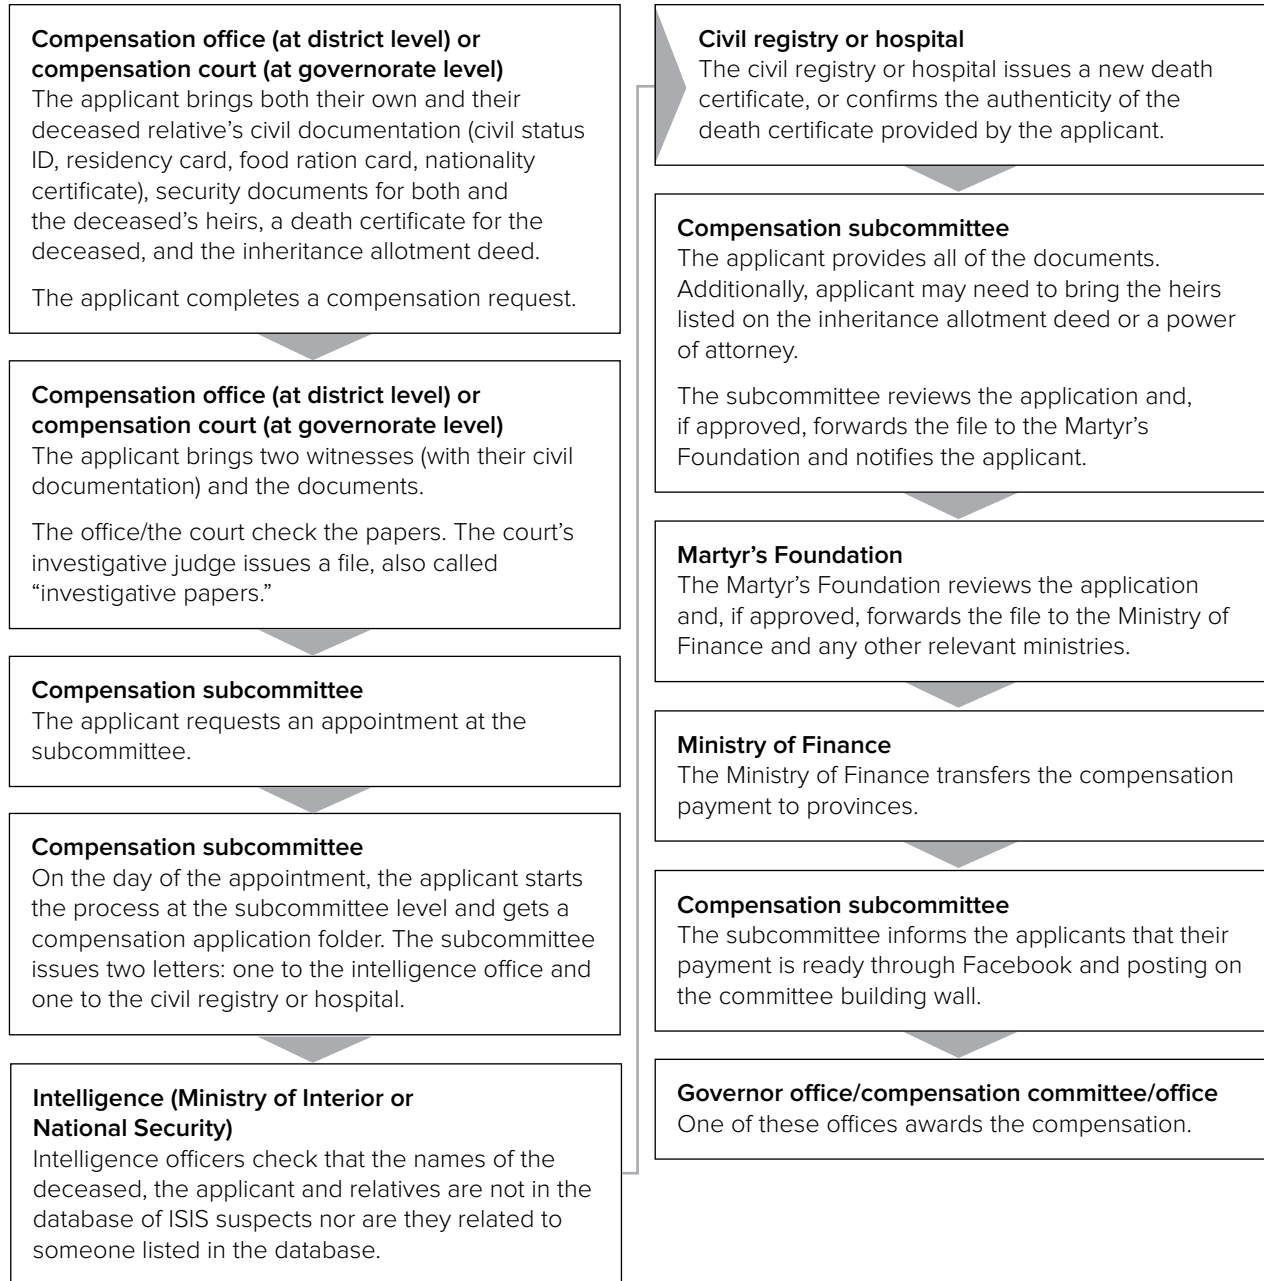 Compensation office (at district level) or
compensation court (at governorate level)
The applicant brings both their own and their
deceased relative's civil documentation (civil status
ID, residency card, food ration card, nationality
certificate), security documents for both and
the deceased's heirs, a death certificate for the
deceased, and the inheritance allotment deed.
The applicant completes a compensation request.
Compensation office (at district level) or
compensation court (at governorate level)
The applicant brings two witnesses (with their civil
documentation) and the documents.
The office/the court check the papers. The court's
investigative judge issues a file, also called
“investigative papers.”
Compensation subcommittee
The applicant requests an appointment at the
subcommittee.
Compensation subcommittee
On the day of the appointment, the applicant starts
the process at the subcommittee level and gets a
compensation application folder. The subcommittee
issues two letters: one to the intelligence office and
one to the civil registry or hospital.
Intelligence (Ministry of Interior or
National Security)
Intelligence officers check that the names of the
deceased, the applicant and relatives are not in the
database of ISIS suspects nor are they related to
someone listed in the database.
Civil registry or hospital
The civil registry or hospital issues a new death
certificate, or confirms the authenticity of the
death certificate provided by the applicant.
Compensation subcommittee
The applicant provides all of the documents.
Additionally, applicant may need to bring the heirs
listed on the inheritance allotment deed or a power
of attorney.
The subcommittee reviews the application and,
if approved, forwards the file to the Martyr's
Foundation and notifies the applicant.
Martyr's Foundation
The Martyr's Foundation reviews the application
and, if approved, forwards the file to the Ministry of
Finance and any other relevant ministries.
Ministry of Finance
The Ministry of Finance transfers the compensation
payment to provinces.
Compensation subcommittee
The subcommittee informs the applicants that their
payment is ready through Facebook and posting on
the committee building wall.
Governor office/compensation committee/office
One of these offices awards the compensation.